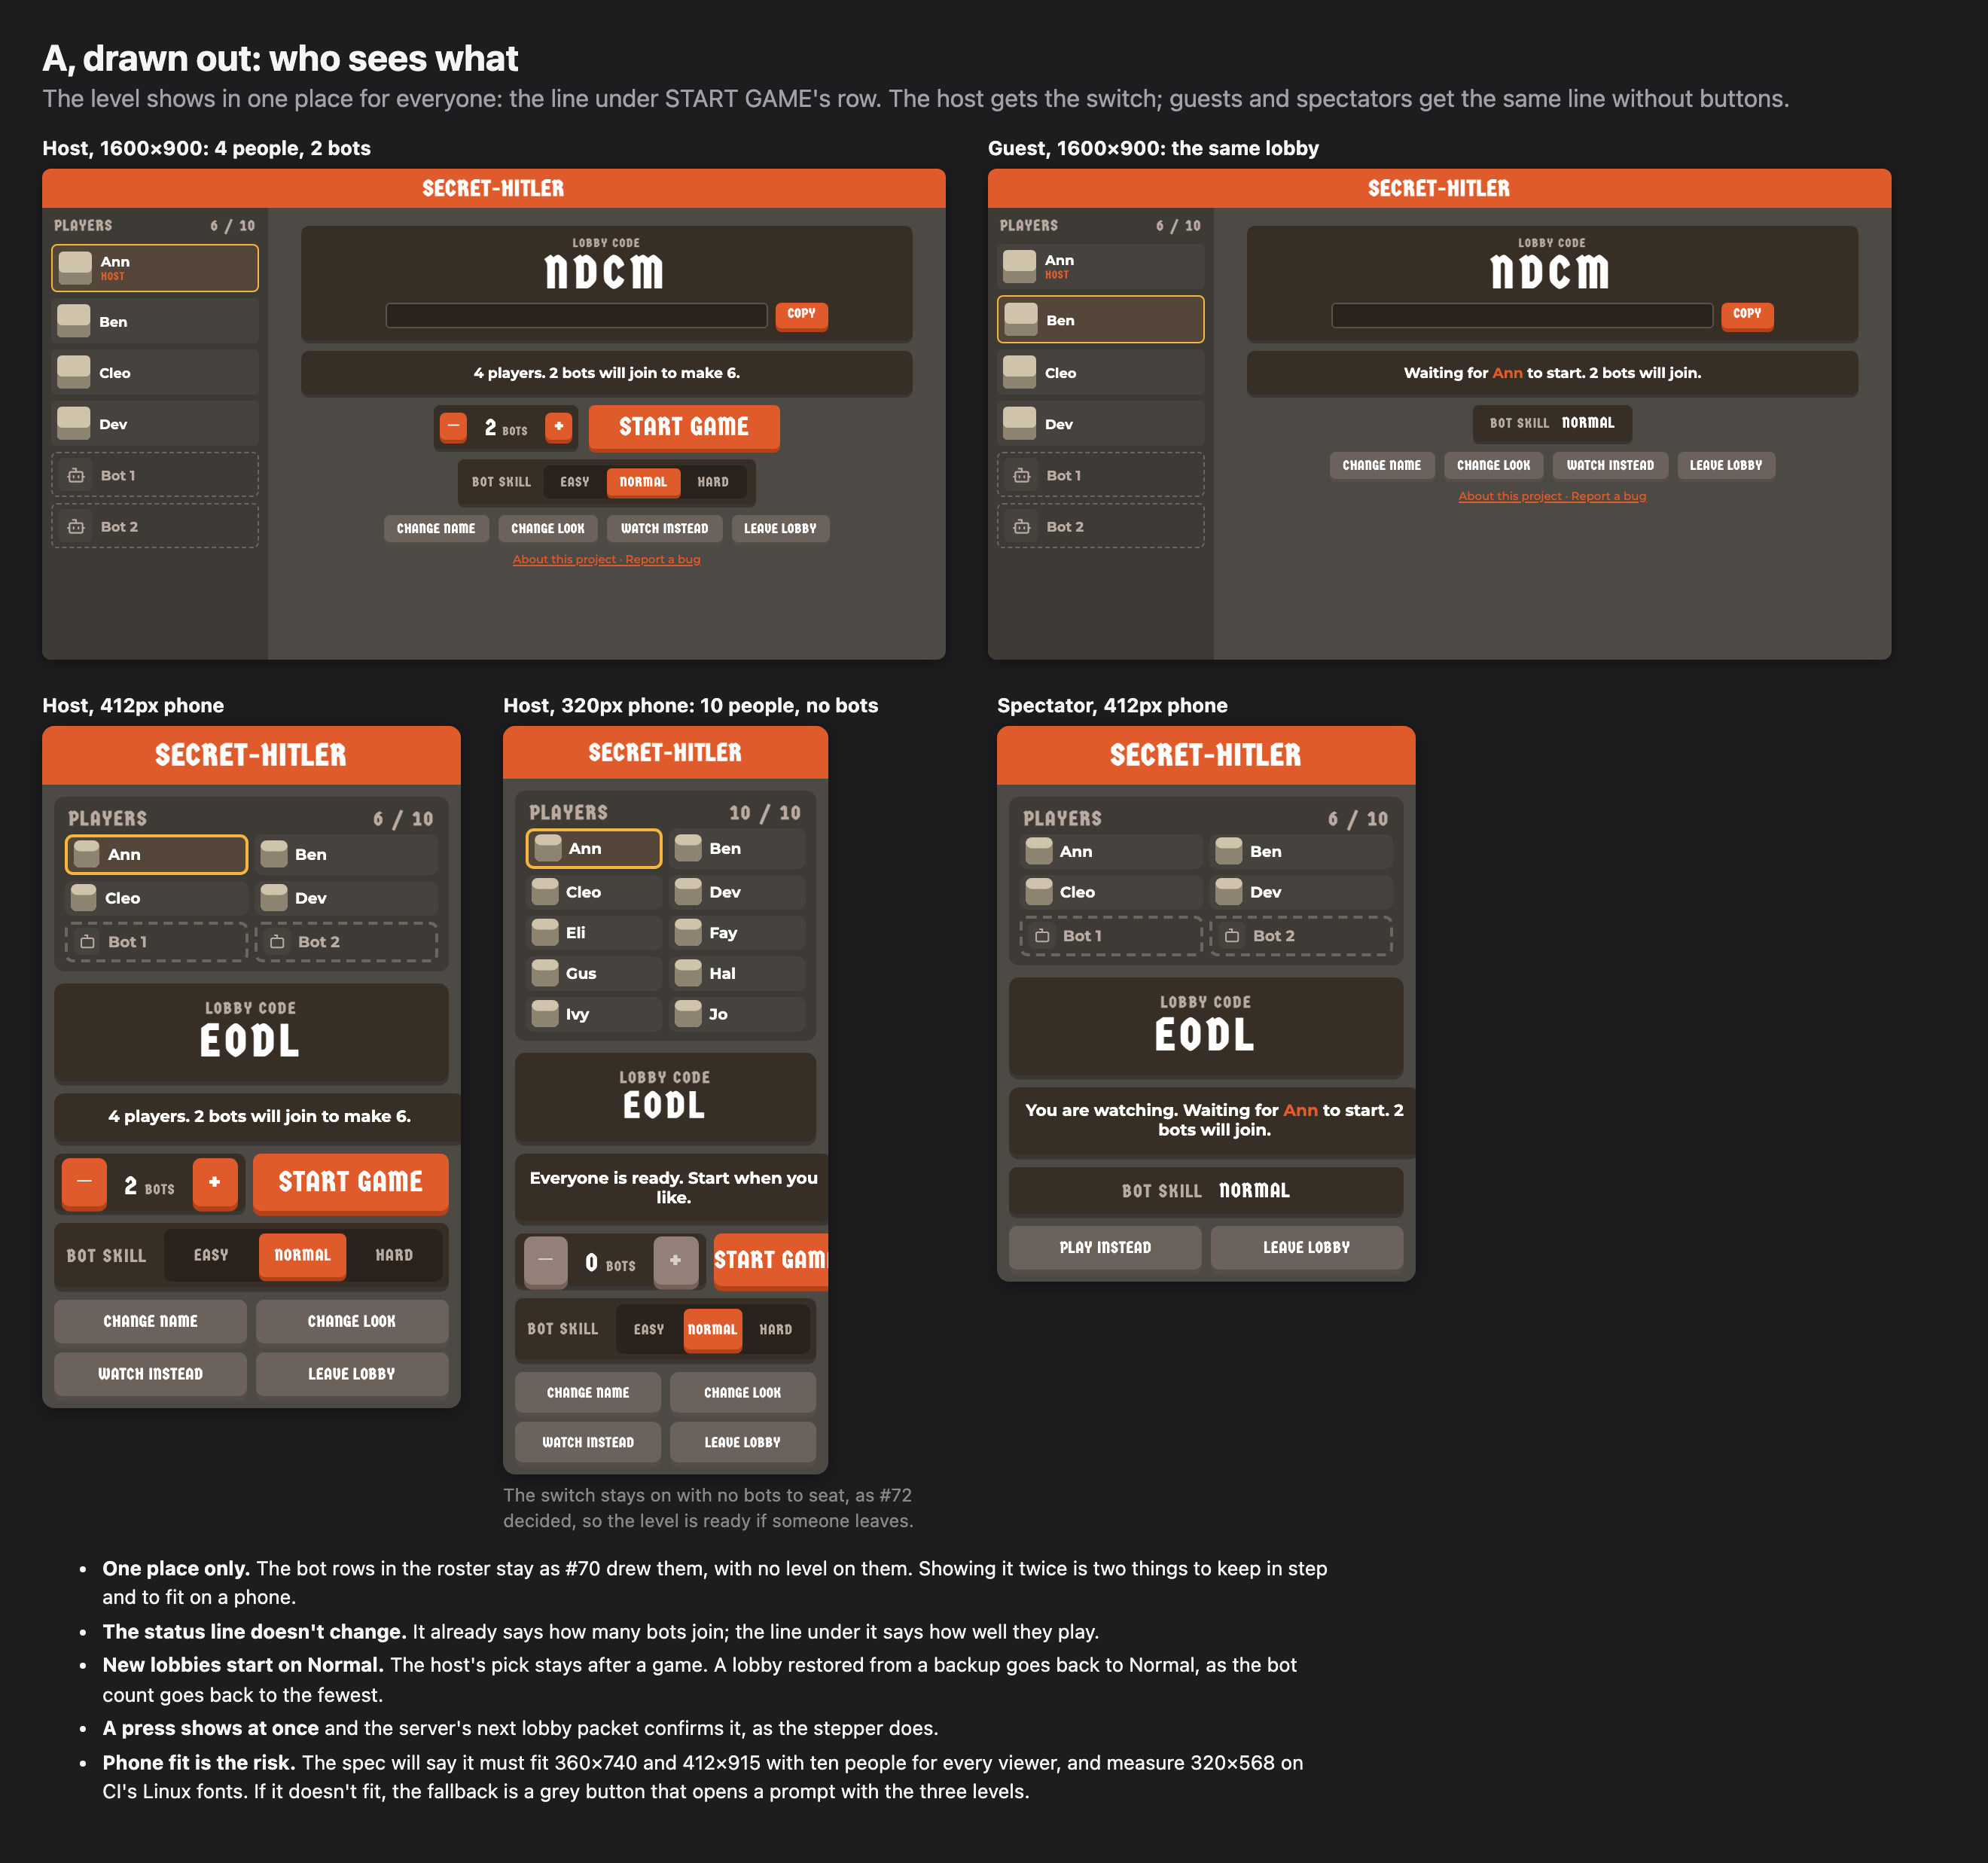 A, drawn out: who sees what
The level shows in one place for everyone: the line under START GAME's row. The host gets the switch; guests and spectators get the same line without buttons.
Host, 1600×900: 4 people, 2 bots
SECRET-HITLER
PLAYERS 6 / 10
Ann
HOST
Ben
Cleo
Dev
Bot 1
Bot 2
LOBBY CODE
NDCM
COPY
4 players. 2 bots will join to make 6.
— 2 BOTS +
START GAME
BOT SKILL EASY NORMAL HARD
CHANGE NAME CHANGE LOOK WATCH INSTEAD LEAVE LOBBY
About this project · Report a bug
Guest, 1600×900: the same lobby
SECRET-HITLER
PLAYERS 6 / 10
Ann
HOST
Ben
Cleo
Dev
Bot 1
Bot 2
LOBBY CODE
NDCM
COPY
Waiting for Ann to start. 2 bots will join.
BOT SKILL NORMAL
CHANGE NAME CHANGE LOOK WATCH INSTEAD LEAVE LOBBY
About this project · Report a bug
Host, 412px phone
SECRET-HITLER
PLAYERS 6 / 10
Ann Ben
Cleo Dev
Bot 1 Bot 2
LOBBY CODE
EODL
4 players. 2 bots will join to make 6.
— 2 BOTS + START GAME
BOT SKILL EASY NORMAL HARD
CHANGE NAME CHANGE LOOK
WATCH INSTEAD LEAVE LOBBY
Host, 320px phone: 10 people, no bots
SECRET-HITLER
PLAYERS 10 / 10
Ann Ben
Cleo Dev
Eli Fay
Gus Hal
Ivy Jo
LOBBY CODE
EODL
Everyone is ready. Start when you
like.
— 0 BOTS + START GAM
BOT SKILL EASY NORMAL HARD
CHANGE NAME CHANGE LOOK
WATCH INSTEAD LEAVE LOBBY
The switch stays on with no bots to seat, as #72
decided, so the level is ready if someone leaves.
Spectator, 412px phone
SECRET-HITLER
PLAYERS 6 / 10
Ann Ben
Cleo Dev
Bot 1 Bot 2
LOBBY CODE
EODL
You are watching. Waiting for Ann to start. 2
bots will join.
BOT SKILL NORMAL
PLAY INSTEAD LEAVE LOBBY
• One place only. The bot rows in the roster stay as #70 drew them, with no level on them. Showing it twice is two things to keep in step
and to fit on a phone.
• The status line doesn't change. It already says how many bots join; the line under it says how well they play.
• New lobbies start on Normal. The host's pick stays after a game. A lobby restored from a backup goes back to Normal, as the bot
count goes back to the fewest.
• A press shows at once and the server's next lobby packet confirms it, as the stepper does.
• Phone fit is the risk. The spec will say it must fit 360×740 and 412×915 with ten people for every viewer, and measure 320×568 on
CI's Linux fonts. If it doesn't fit, the fallback is a grey button that opens a prompt with the three levels.